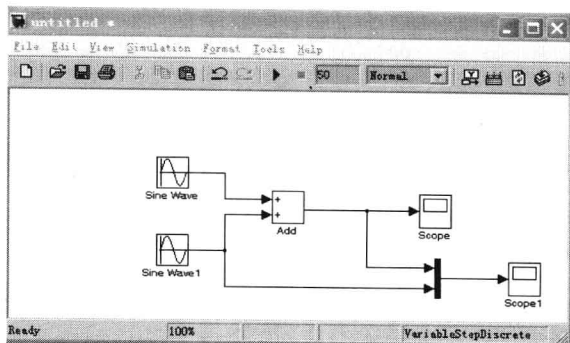 untitled *
File Edit View Simulation Format Tools Help
50 Normal
Sine Wave
+
+
Add
Scope
Sine Wave1
Scope1
Ready 100% VariableStepDiscrete